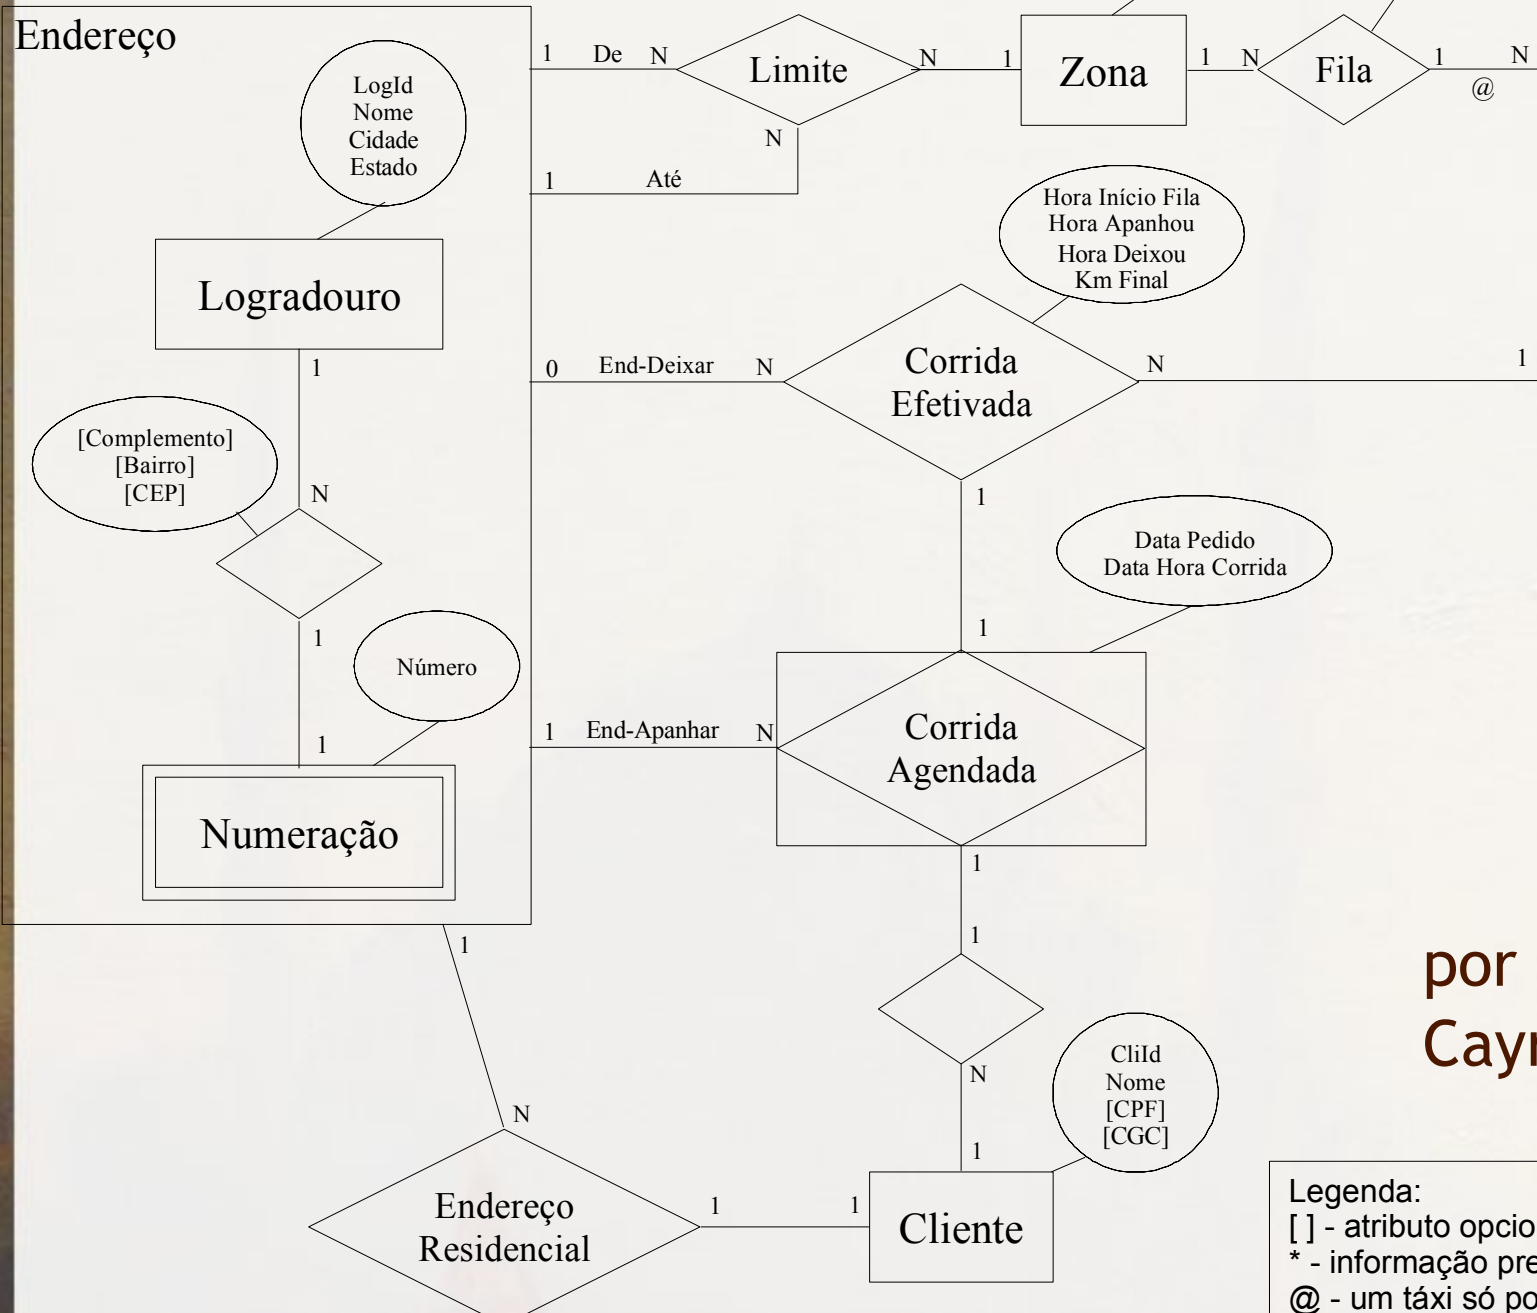 Endereço
1 De N
Limite
N 1
Zona
1 N
Fila
1 N
@
LogId
Nome
Cidade
Estado
N
1 Até
Hora Início Fila
Hora Apanhou
Hora Deixou
Km Final
Logradouro
1
0 End-Deixar N
Corrida
Efetivada
N 1
[Complemento]
[Bairro]
[CEP]
N
1
Data Pedido
Data Hora Corrida
1
1
Número
1
1 End-Apanhar N
Corrida
Agendada
Numeração
1
1
1
por
N
CliId
Nome
[CPF]
[CGC]
N
1
Endereço
Residencial
1 1
Cliente
Legenda:
[ ] - atributo opcio
* - informação pre
@ - um táxi só po